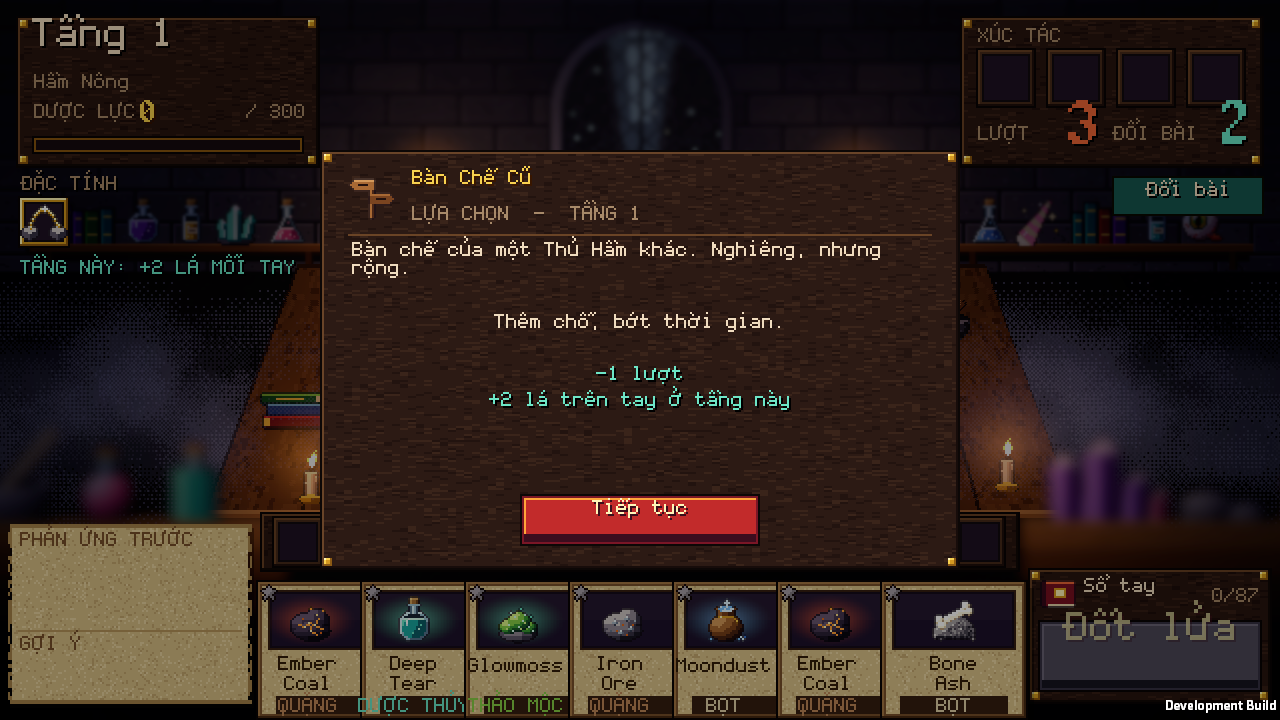 Tầng 1
Hầm Nông
DƯỢC LỰC 0 / 300
ĐẶC TÍNH
TẦNG NÀY: +2 LÁ MỖI TAY
XÚC TÁC
LƯỢT 3 ĐỔI BÀI 2
Đổi bài
Bàn Chế Cũ
LỰA CHỌN - TẦNG 1
Bàn chế của một Thủ Hầm khác. Nghiêng, nhưng
rộng.
Thêm chỗ, bớt thời gian.
-1 lượt
+2 lá trên tay ở tầng này
Tiếp tục
PHẢN ỨNG TRƯỚC
GỢI Ý
Ember
Coal
QUẶNG
Deep
Tear
DƯỢC THỦY
Glowmoss
THẢO MỘC
Iron
Ore
QUẶNG
Moondust
BỘT
Ember
Coal
QUẶNG
Bone
Ash
BỘT
Sổ tay
0/87
Đốt lửa
Development Build